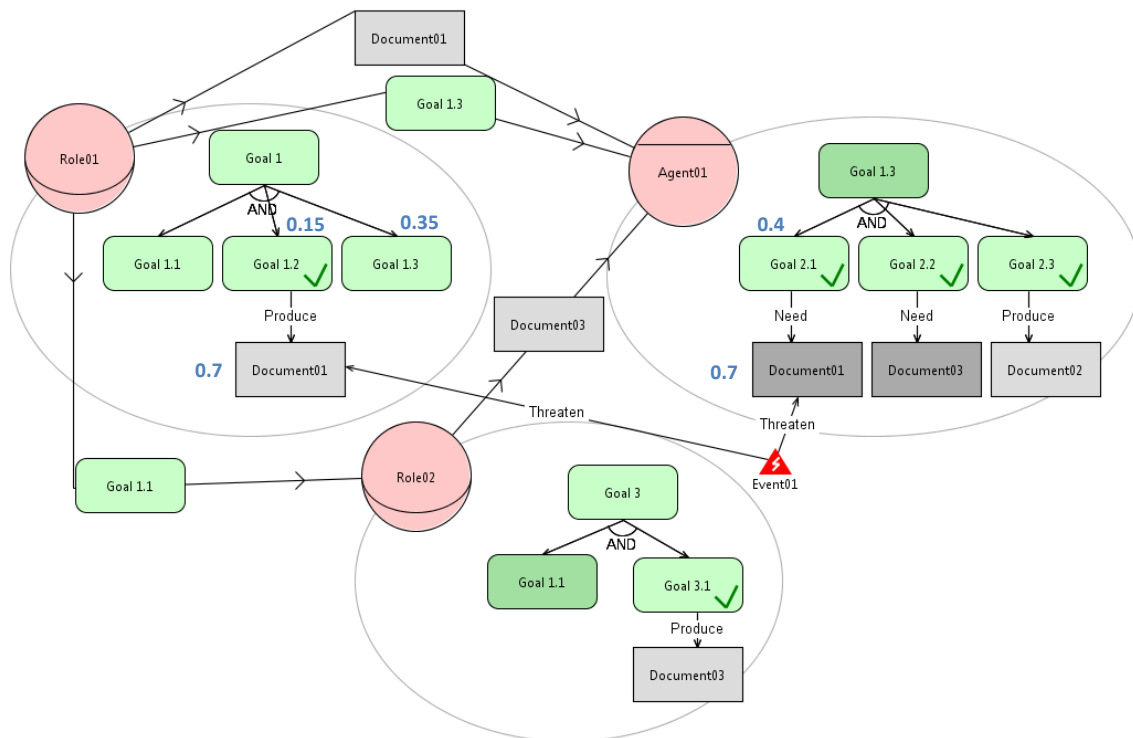 Document01
Goal 1.3
Role01
Goal 1
AND
0.15
0.35
Goal 1.1
Goal 1.2
Goal 1.3
Produce
0.7
Document01
Agent01
Goal 1.3
AND
0.4
Goal 2.1
Goal 2.2
Goal 2.3
Need
Need
Produce
0.7
Document01
Document03
Document02
Document03
Threaten
Threaten
Event01
Goal 1.1
Role02
Goal 3
AND
Goal 1.1
Goal 3.1
Produce
Document03